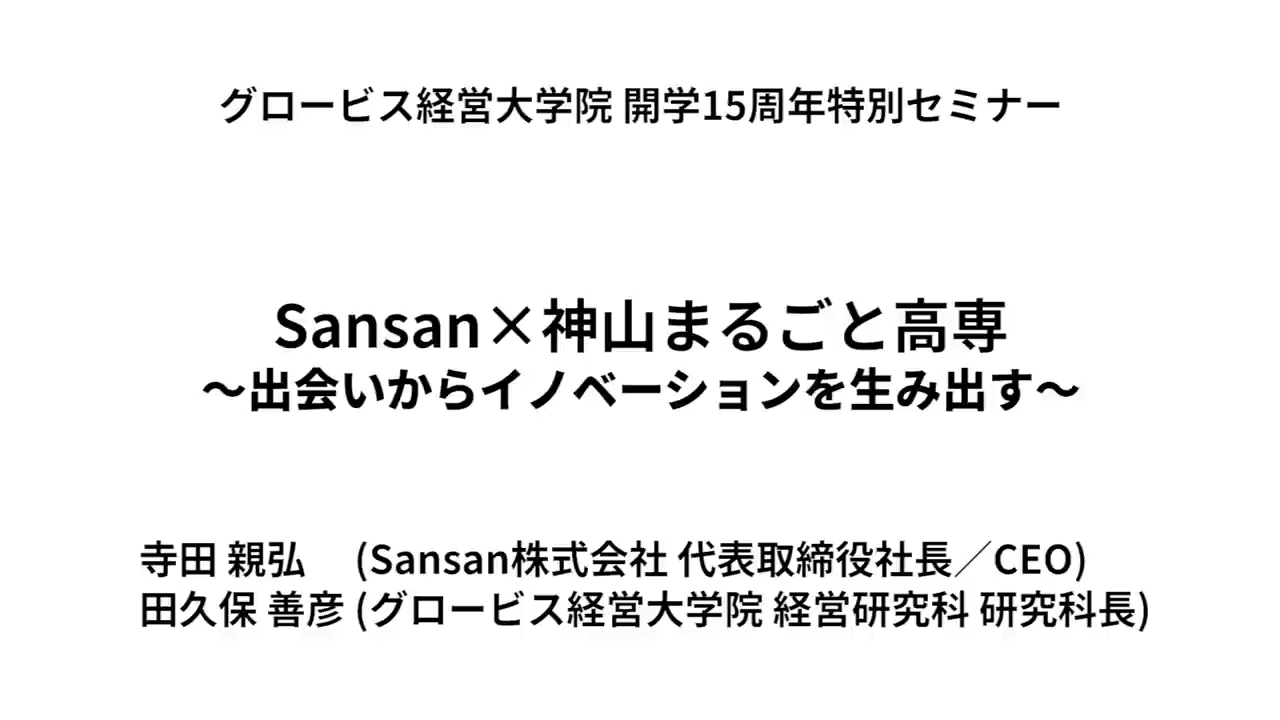 グロービス経営大学院 開学15周年特別セミナー
Sansan×神山まるごと高専
～出会いからイノベーションを生み出す～
寺田 親弘 (Sansan株式会社 代表取締役社長／CEO)
田久保 善彦 (グロービス経営大学院 経営研究科 研究科長)